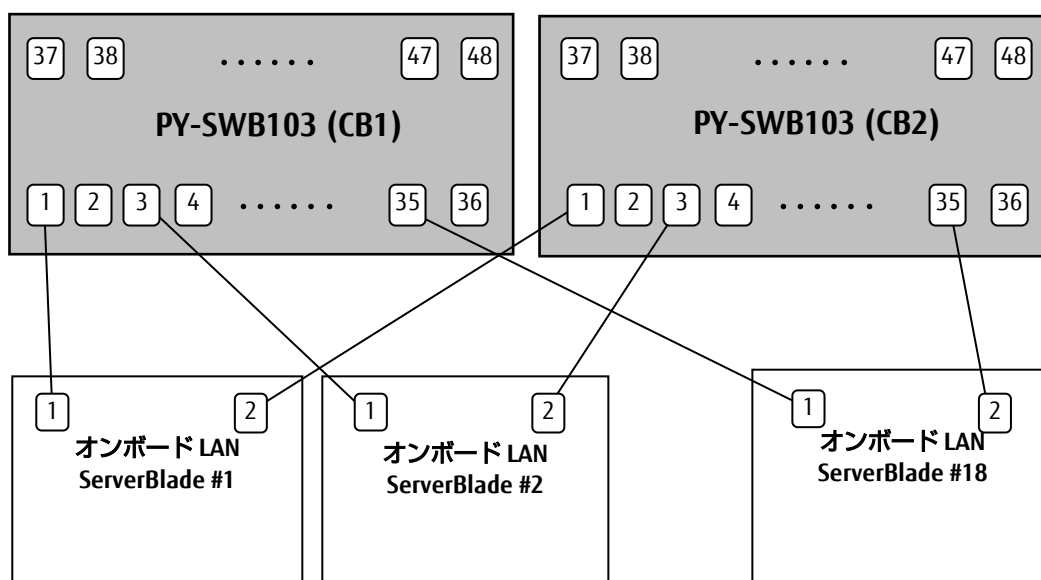 37 38 ・・・・・・ 47 48
PY-SWB103 (CB1)
1 2 3 4 ・・・・・・ 35 36
37 38 ・・・・・・ 47 48
PY-SWB103 (CB2)
1 2 3 4 ・・・・・・ 35 36
1 2
オンボード LAN
ServerBlade #1
1 2
オンボード LAN
ServerBlade #2
1 2
オンボード LAN
ServerBlade #18